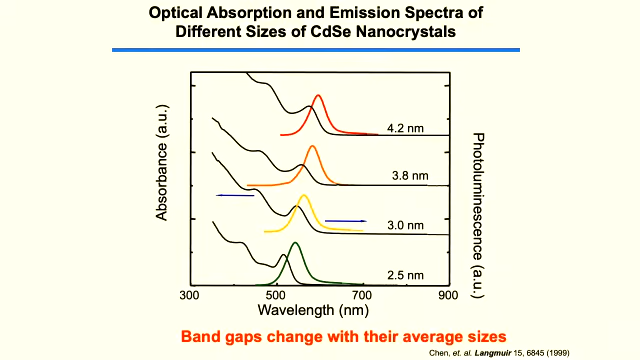 Optical Absorption and Emission Spectra of
Different Sizes of CdSe Nanocrystals
Absorbance (a.u.)
4.2 nm
3.8 nm
3.0 nm
2.5 nm
Photoluminescence (a.u.)
300 500 700 900
Wavelength (nm)
Band gaps change with their average sizes
Chen, et. al. Langmuir 15, 6845 (1999)